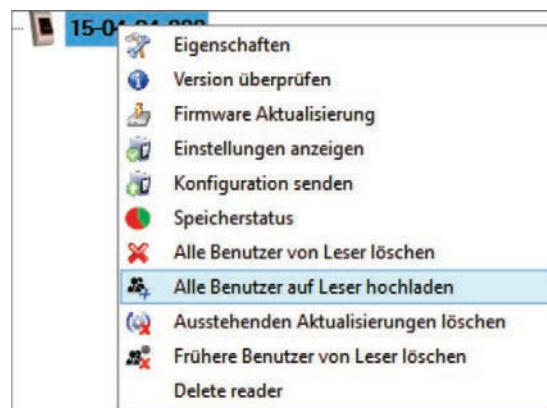 Eigenschaften
Version überprüfen
Firmware Aktualisierung
Einstellungen anzeigen
Konfiguration senden
Speicherstatus
Alle Benutzer von Leser löschen
Alle Benutzer auf Leser hochladen
Ausstehenden Aktualisierungen löschen
Frühere Benutzer von Leser löschen
Delete reader